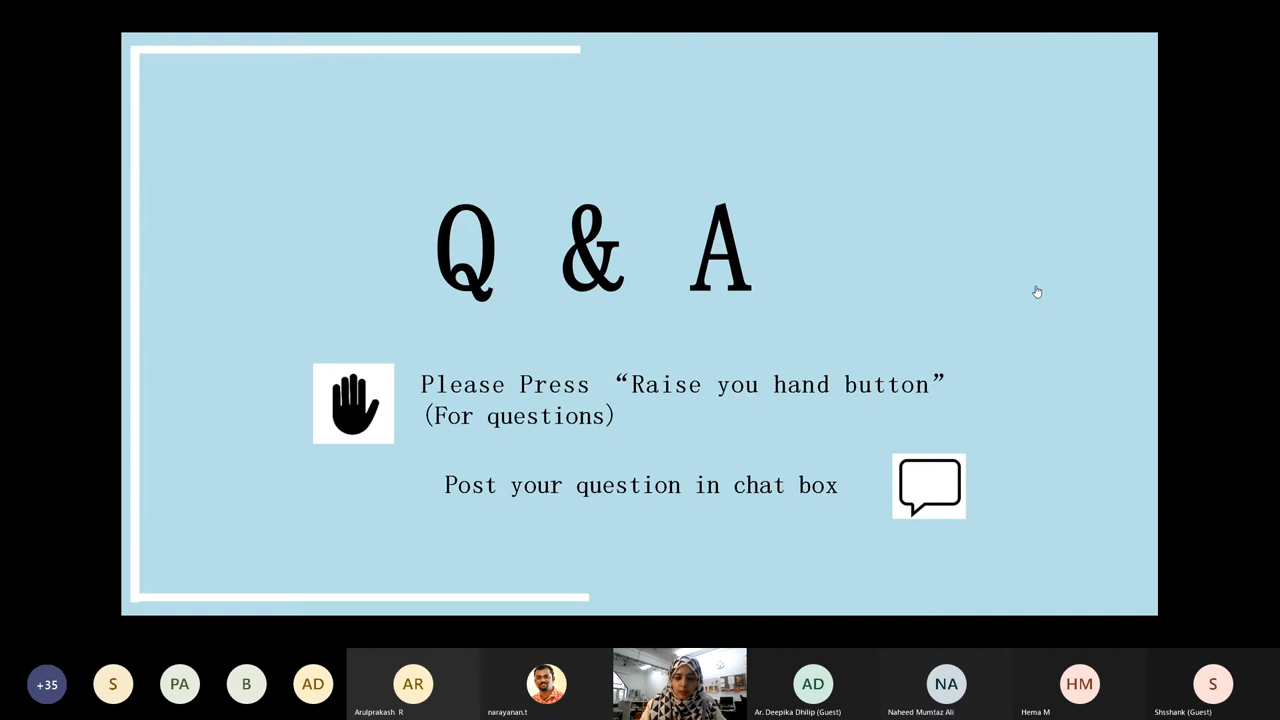 Q & A
Please Press “Raise you hand button”
(For questions)
Post your question in chat box
+35
S
PA
B
AD
AR
Arulprakash R
narayanan.t
AD
Ar. Deepika Dhilip (Guest)
NA
Naheed Mumtaz Ali
HM
Hema M
S
Shsshank (Guest)